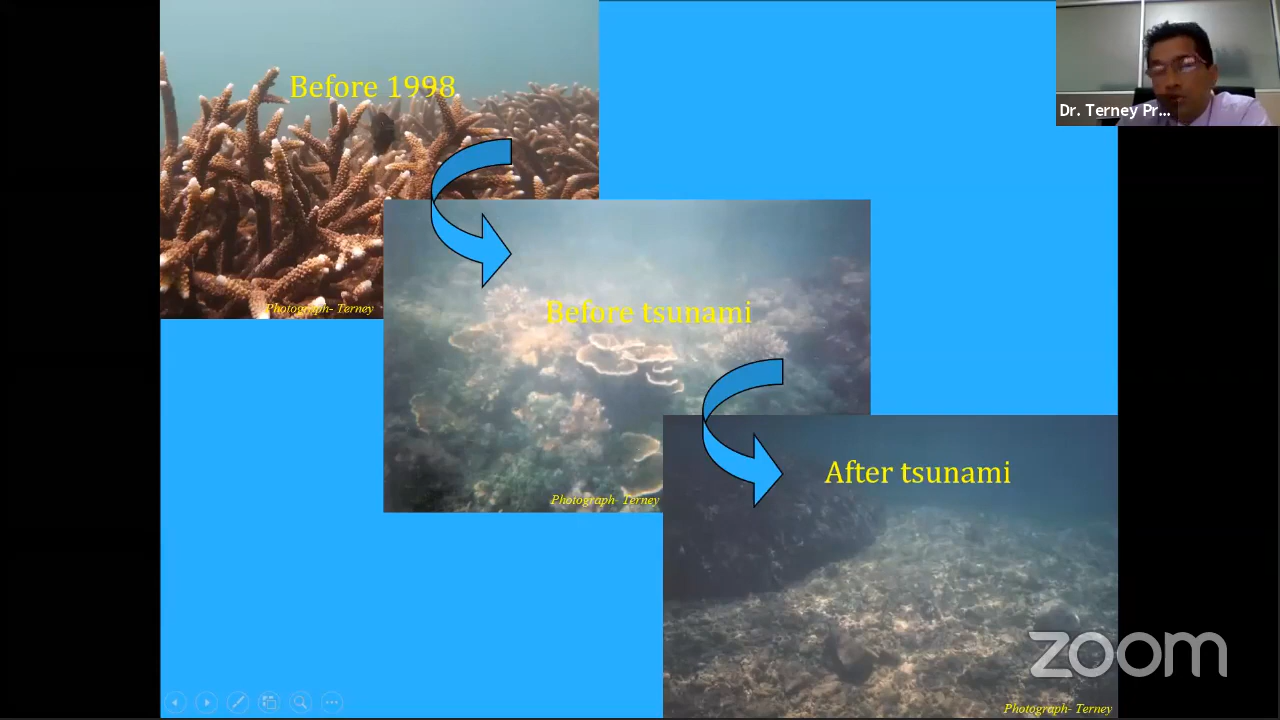 Before 1998
Dr. Terney Pr...
Photograph- Terney
Before tsunami
Photograph- Terney
After tsunami
zoom
Photograph- Terney